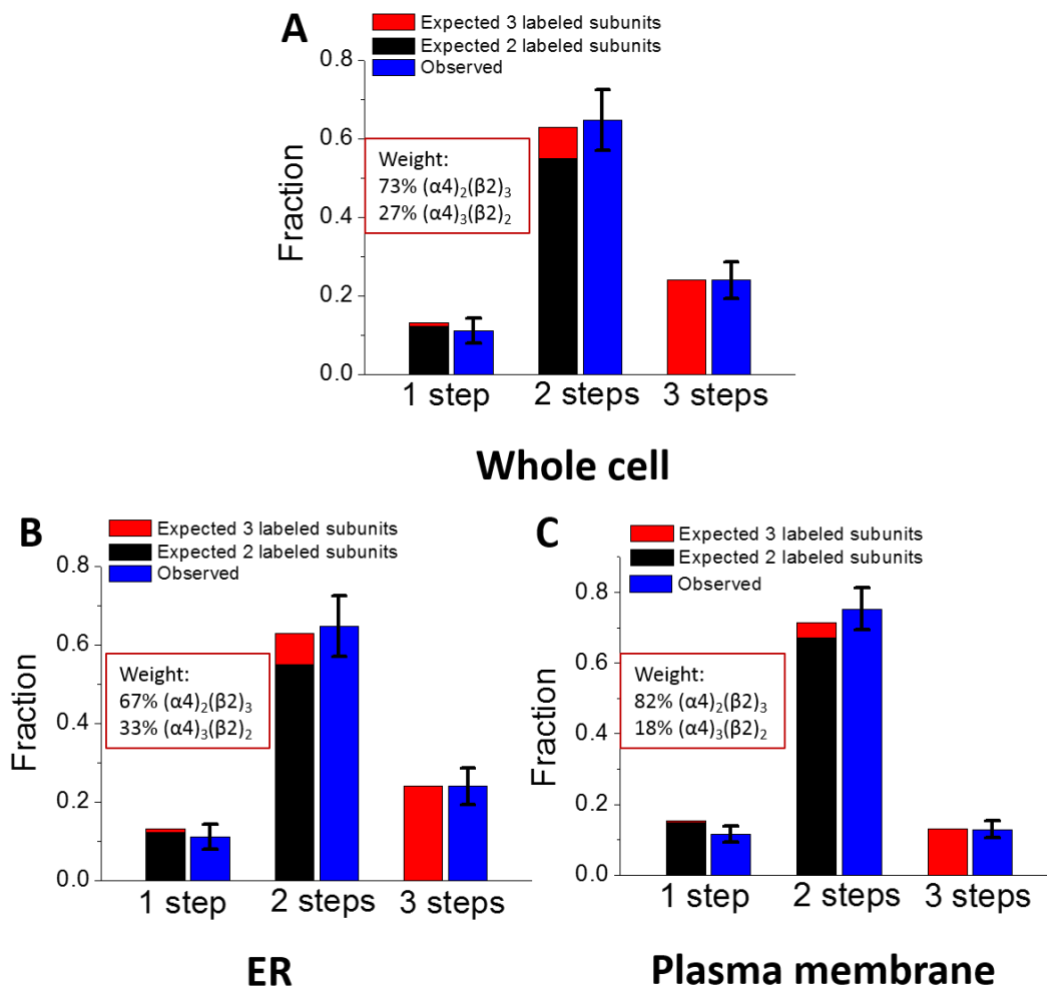 A
Expected 3 labeled subunits
Expected 2 labeled subunits
Observed
0.8
0.6
0.4
0.2
0.0
Fraction
Weight:
73% (α4)₂(β2)₃
27% (α4)₃(β2)₂
1 step
2 steps
3 steps
Whole cell
B
Expected 3 labeled subunits
Expected 2 labeled subunits
Observed
0.8
0.6
0.4
0.2
0.0
Fraction
Weight:
67% (α4)₂(β2)₃
33% (α4)₃(β2)₂
1 step
2 steps
3 steps
ER
C
Expected 3 labeled subunits
Expected 2 labeled subunits
Observed
0.8
0.6
0.4
0.2
0.0
Fraction
Weight:
82% (α4)₂(β2)₃
18% (α4)₃(β2)₂
1 step
2 steps
3 steps
Plasma membrane